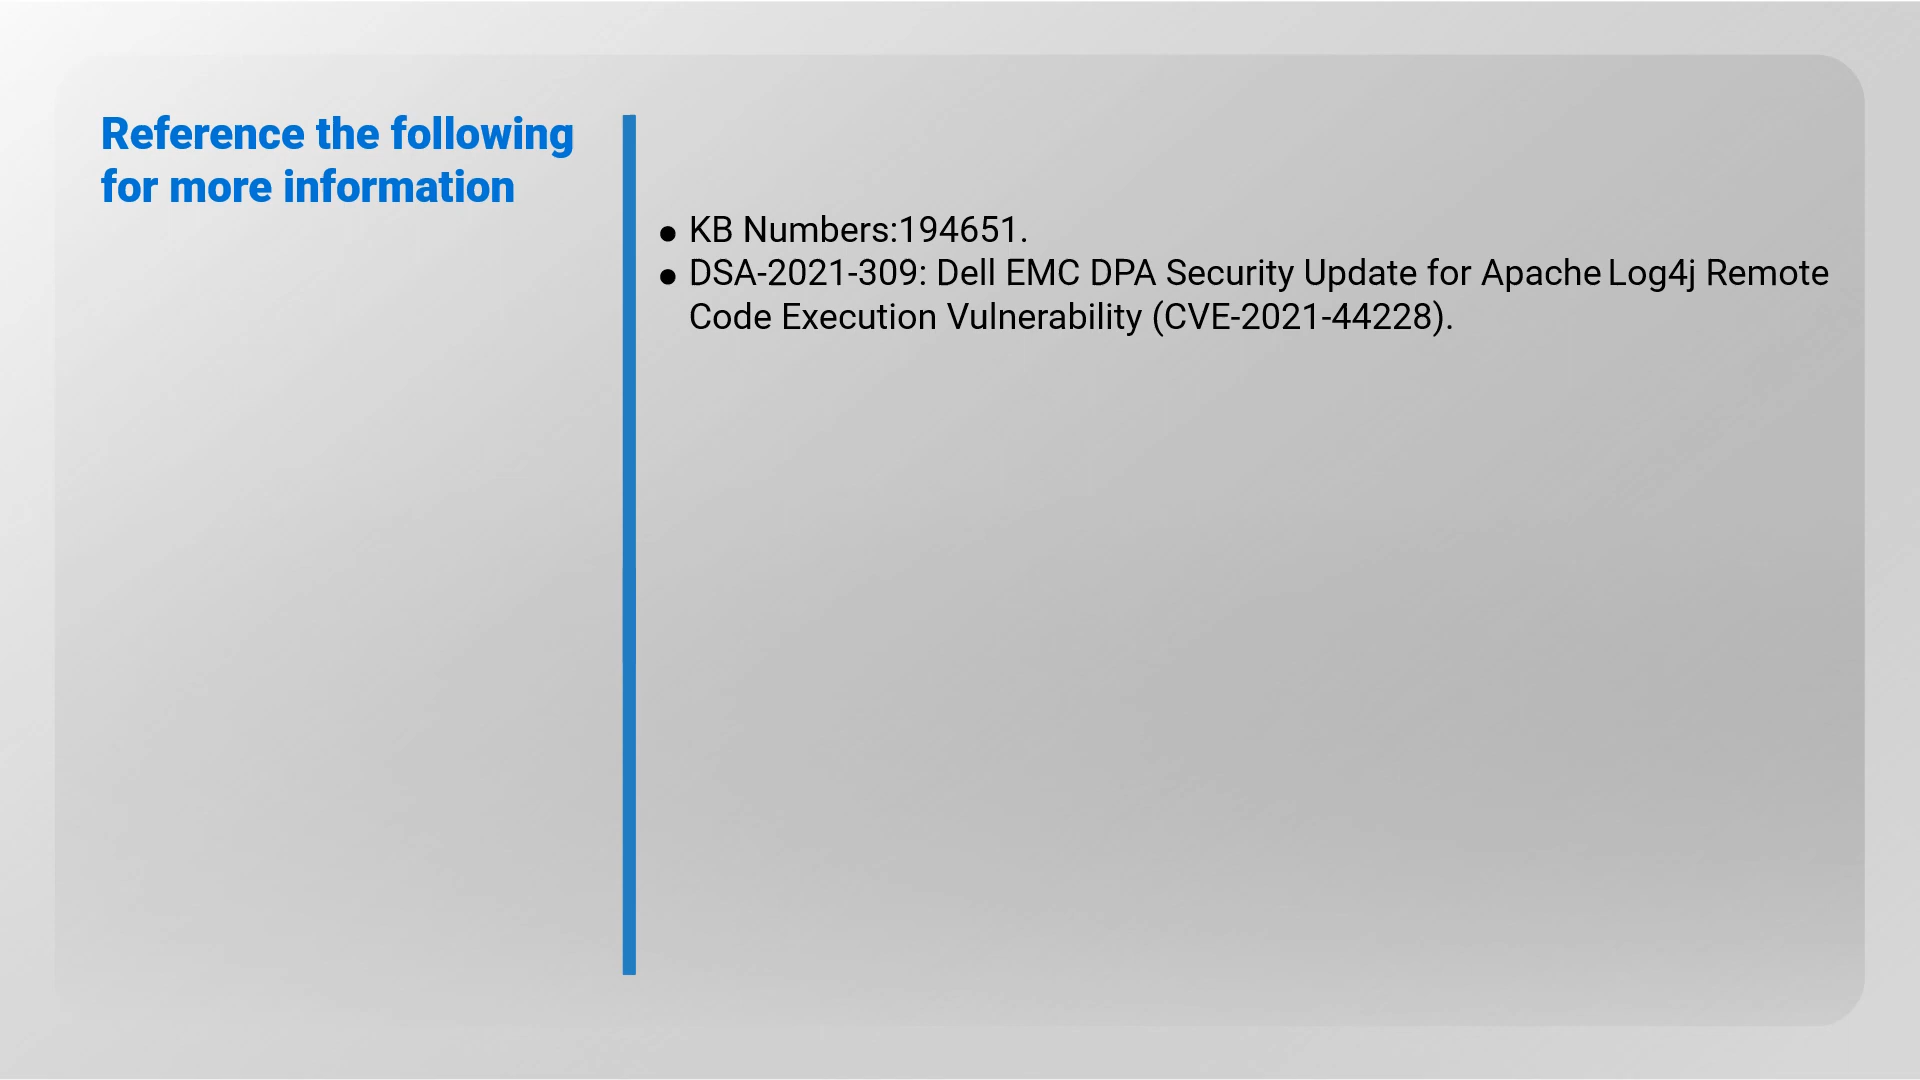 Reference the following
for more information
● KB Numbers:194651.
● DSA-2021-309: Dell EMC DPA Security Update for Apache Log4j Remote
Code Execution Vulnerability (CVE-2021-44228).